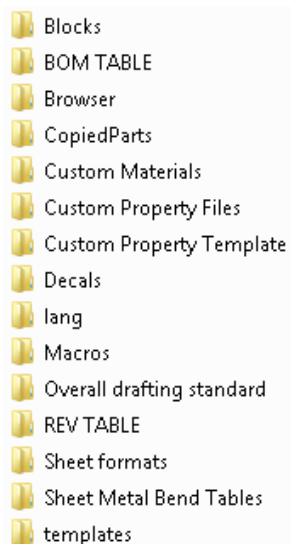 Blocks
BOM TABLE
Browser
CopiedParts
Custom Materials
Custom Property Files
Custom Property Template
Decals
lang
Macros
Overall drafting standard
REV TABLE
Sheet formats
Sheet Metal Bend Tables
templates